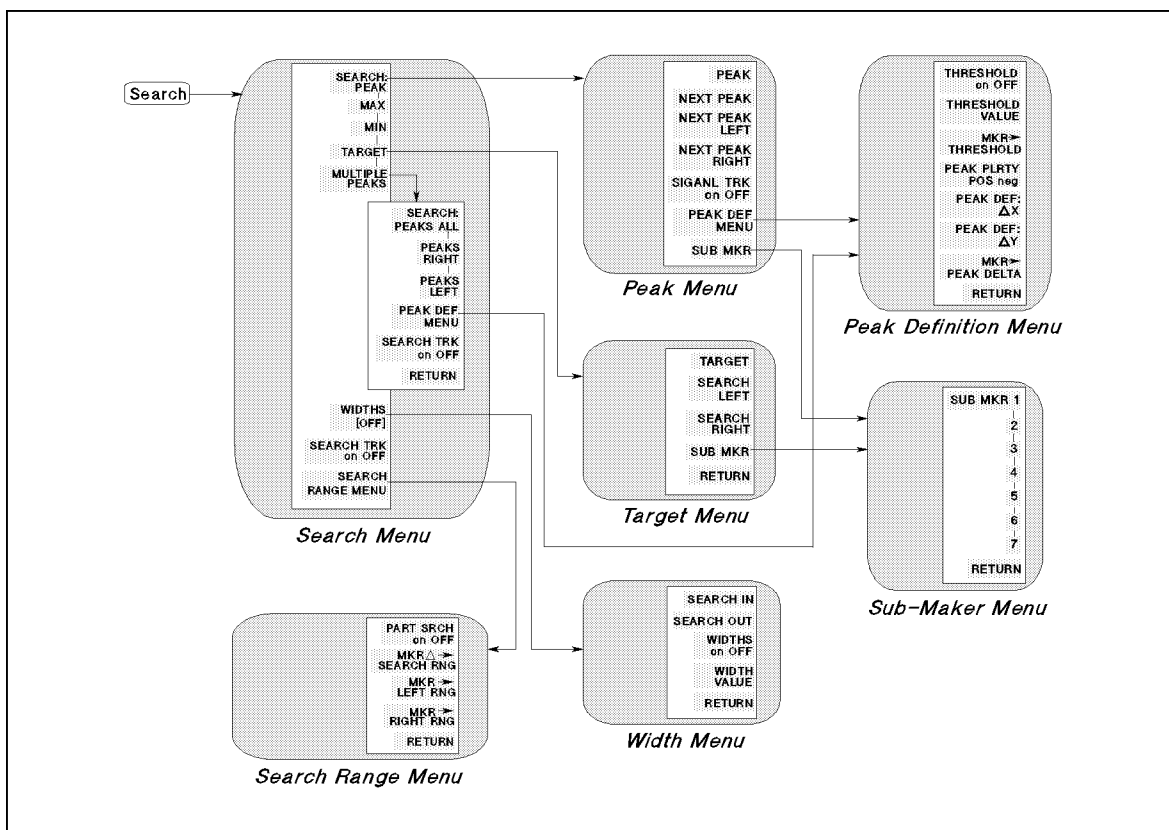 Search
SEARCH:
PEAK
MAX
MIN
TARGET
MULTIPLE
PEAKS
SEARCH:
PEAKS ALL
PEAKS
RIGHT
PEAKS
LEFT
PEAK DEF
MENU
SEARCH TRK
on OFF
RETURN
WIDTHS
[OFF]
SEARCH TRK
on OFF
SEARCH
RANGE MENU
Search Menu
PEAK
NEXT PEAK
NEXT PEAK
LEFT
NEXT PEAK
RIGHT
SIGANL TRK
on OFF
PEAK DEF
MENU
SUB MKR
Peak Menu
THRESHOLD
on OFF
THRESHOLD
VALUE
MKR➛
THRESHOLD
PEAK PLRTY
POS neg
PEAK DEF:
△X
PEAK DEF:
△Y
MKR➛
PEAK DELTA
RETURN
Peak Definition Menu
TARGET
SEARCH
LEFT
SEARCH
RIGHT
SUB MKR
RETURN
Target Menu
SUB MKR 1
2
3
4
5
6
7
RETURN
Sub-Maker Menu
PART SRCH
on OFF
MKR△➛
SEARCH RNG
MKR➛
LEFT RNG
MKR➛
RIGHT RNG
RETURN
Search Range Menu
SEARCH IN
SEARCH OUT
WIDTHS
on OFF
WIDTH
VALUE
RETURN
Width Menu